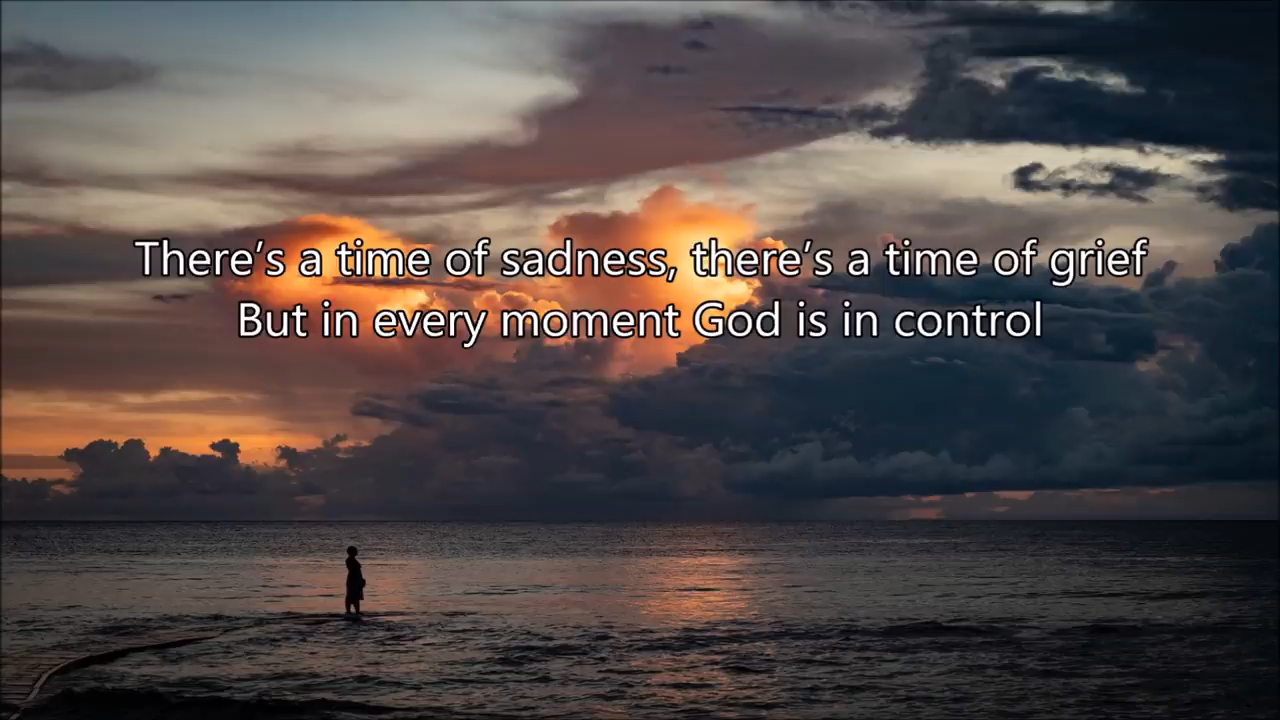 There’s a time of sadness, there’s a time of grief
But in every moment God is in control